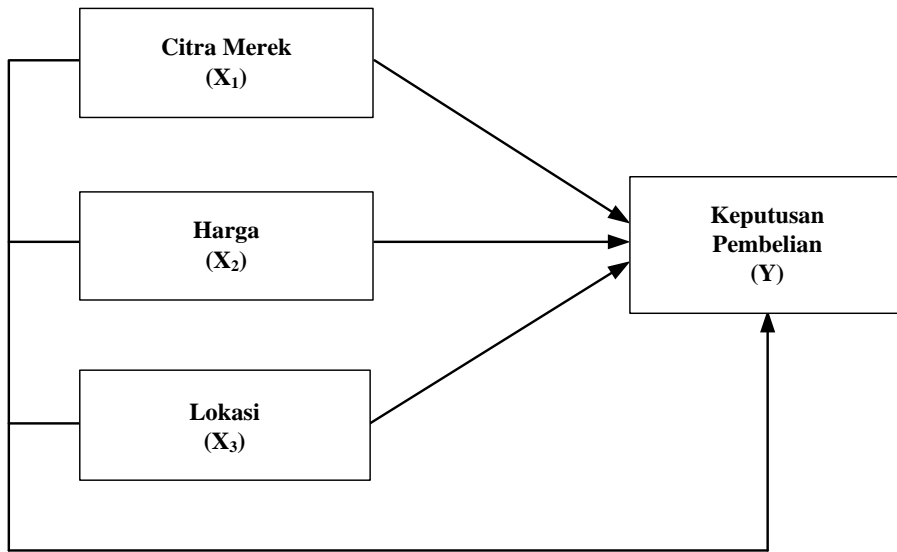 Citra Merek
(X₁)
Harga
(X₂)
Keputusan
Pembelian
(Y)
Lokasi
(X₃)